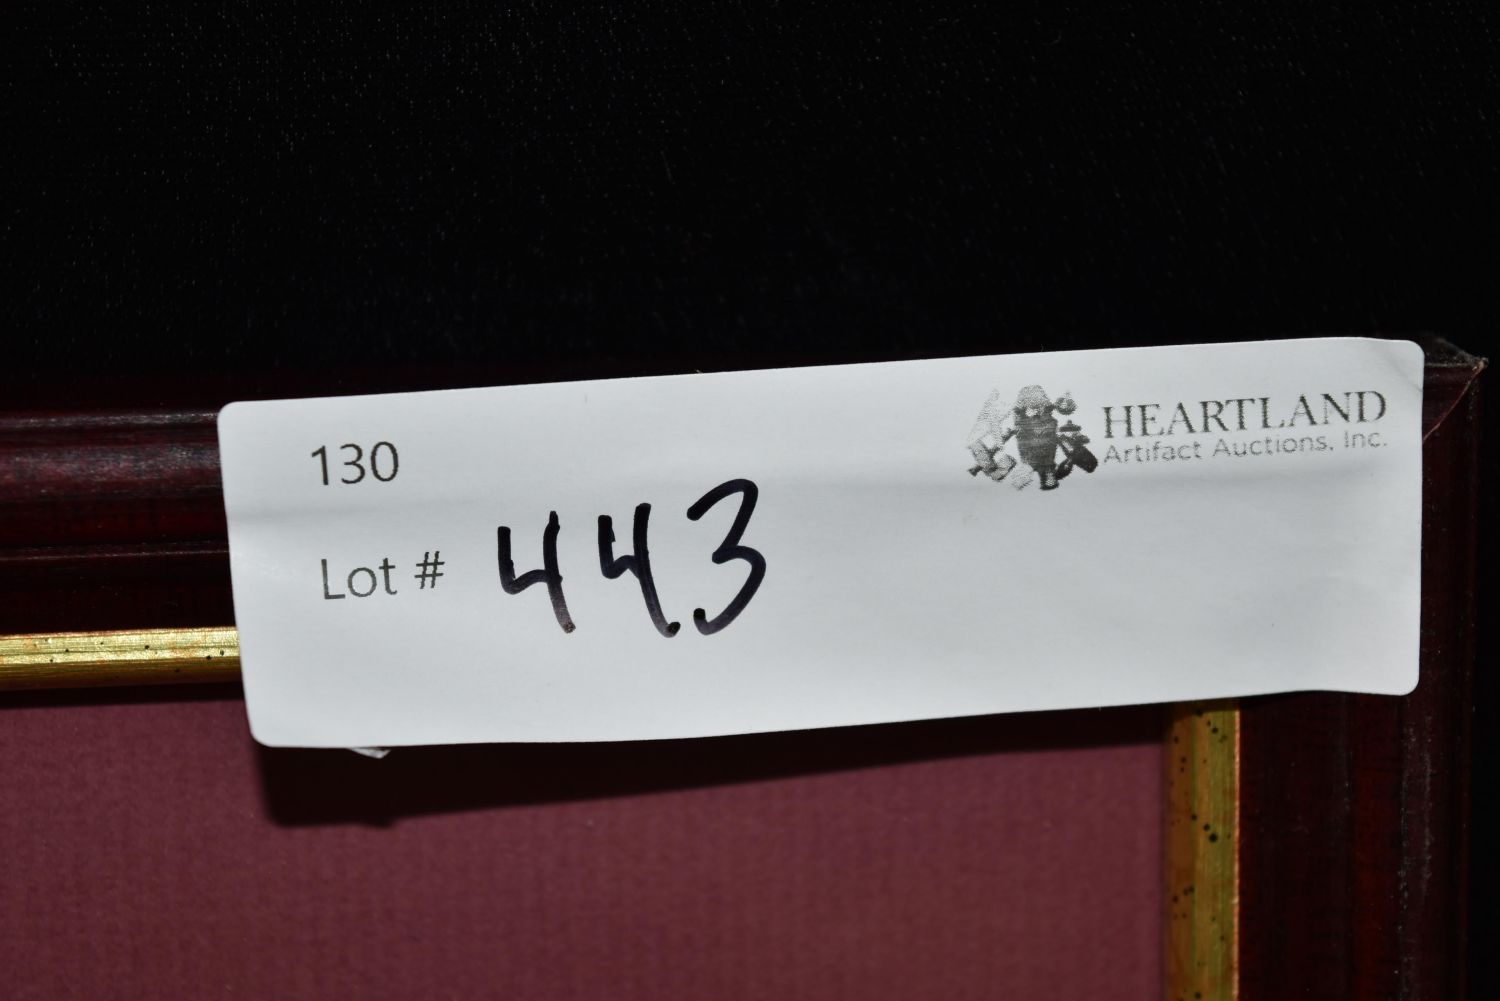 130
HEARTLAND
Artifact Auctions, Inc.
Lot # 443